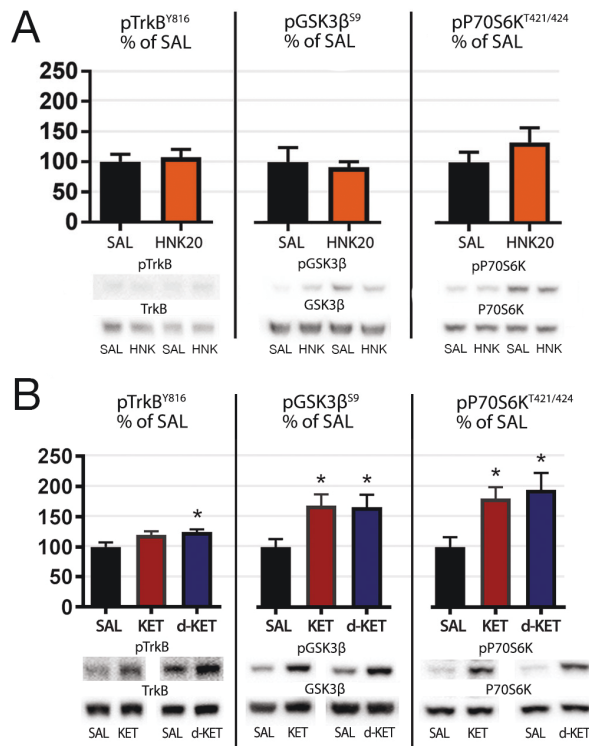 A
pTrkB^Y816 pGSK3β^S9 pP70S6K^T421/424
% of SAL % of SAL % of SAL
250
200
150
100
50
0
SAL HNK20 SAL HNK20 SAL HNK20
pTrkB pGSK3β pP70S6K
TrkB GSK3β P70S6K
SAL HNK SAL HNK SAL HNK SAL HNK SAL HNK SAL HNK
B
pTrkB^Y816 pGSK3β^S9 pP70S6K^T421/424
% of SAL % of SAL % of SAL
250
200
150
100
50
0
* * * * *
SAL KET d-KET SAL KET d-KET SAL KET d-KET
pTrkB pGSK3β pP70S6K
TrkB GSK3β P70S6K
SAL KET SAL d-KET SAL KET SAL d-KET SAL KET SAL d-KET